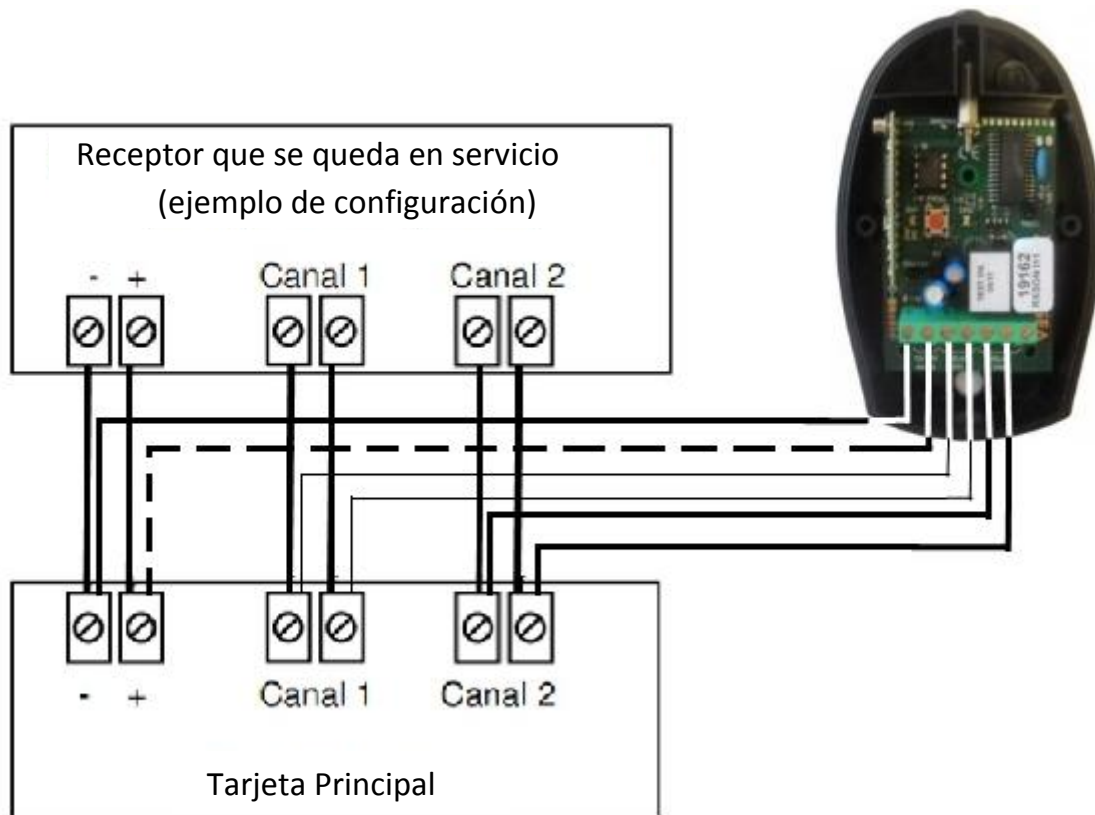 Receptor que se queda en servicio
(ejemplo de configuración)
- + Canal 1 Canal 2
19162
- + Canal 1 Canal 2
Tarjeta Principal